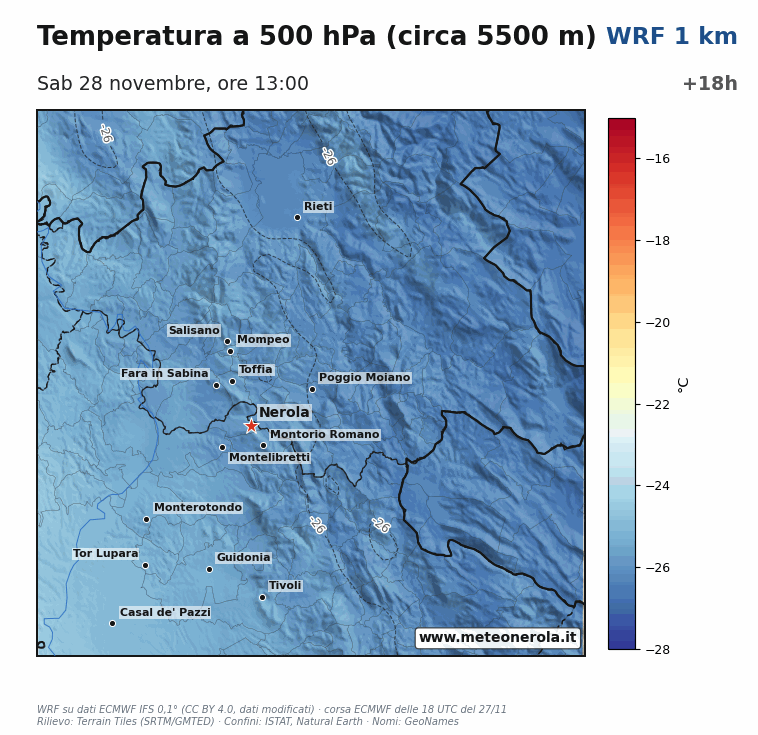 Temperatura a 500 hPa (circa 5500 m) WRF 1 km
Sab 28 novembre, ore 13:00 +18h
-26
-26
Rieti
Salisano
Mompeo
Fara in Sabina
Toffia
Poggio Moiano
Nerola
Montorio Romano
Montelibretti
Monterotondo
-26
-26
Tor Lupara
Guidonia
Tivoli
Casal de' Pazzi
www.meteonerola.it
−16
−18
−20
°C
−22
−24
−26
−28
WRF su dati ECMWF IFS 0,1° (CC BY 4.0, dati modificati) · corsa ECMWF delle 18 UTC del 27/11
Rilievo: Terrain Tiles (SRTM/GMTED) · Confini: ISTAT, Natural Earth · Nomi: GeoNames